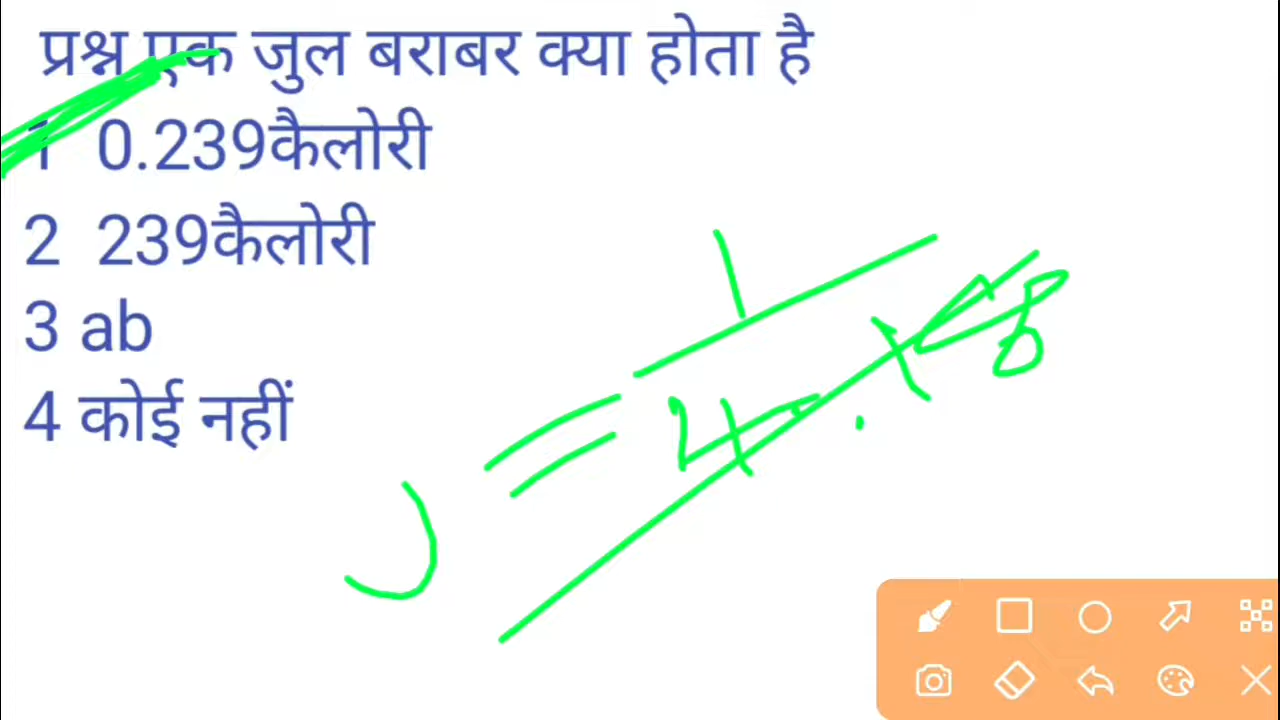 प्रश्न एक जुल बराबर क्या होता है
1 0.239कैलोरी
2 239कैलोरी
3 ab
4 कोई नहीं
1
J = 4.18